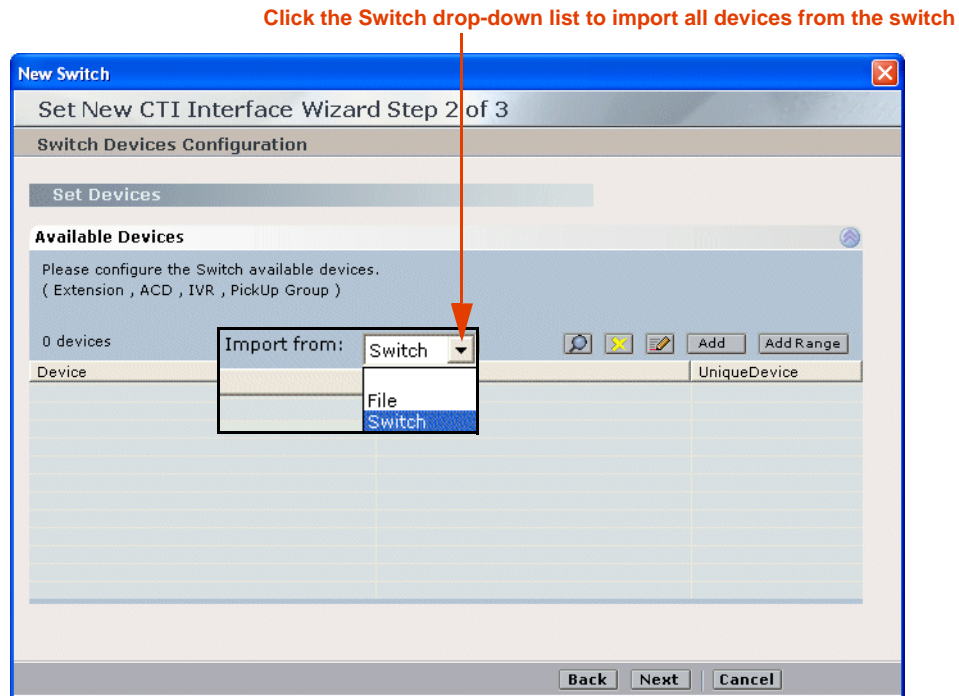 Click the Switch drop-down list to import all devices from the switch
New Switch
Set New CTI Interface Wizard Step 2 of 3
Switch Devices Configuration
Set Devices
Available Devices
Please configure the Switch available devices.
( Extension , ACD , IVR , PickUp Group )
0 devices
Import from:
Switch
Add
Add Range
Device
UniqueDevice
File
Switch
Back
Next
Cancel